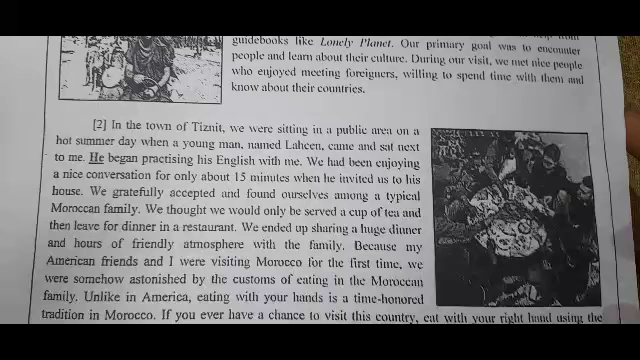 guidebooks like Lonely Planet. Our primary goal was to encounter
people and learn about their culture. During our visit, we met nice people
who enjoyed meeting foreigners, willing to spend time with them and
know about their countries.
[2] In the town of Tiznit, we were sitting in a public area on a
hot summer day when a young man, named Lahcen, came and sat next
to me. He began practising his English with me. We had been enjoying
a nice conversation for only about 15 minutes when he invited us to his
house. We gratefully accepted and found ourselves among a typical
Moroccan family. We thought we would only be served a cup of tea and
then leave for dinner in a restaurant. We ended up sharing a huge dinner
and hours of friendly atmosphere with the family. Because my
American friends and I were visiting Morocco for the first time, we
were somehow astonished by the customs of eating in the Moroccan
family. Unlike in America, eating with your hands is a time-honored
tradition in Morocco. If you ever have a chance to visit this country, eat with your right hand using the